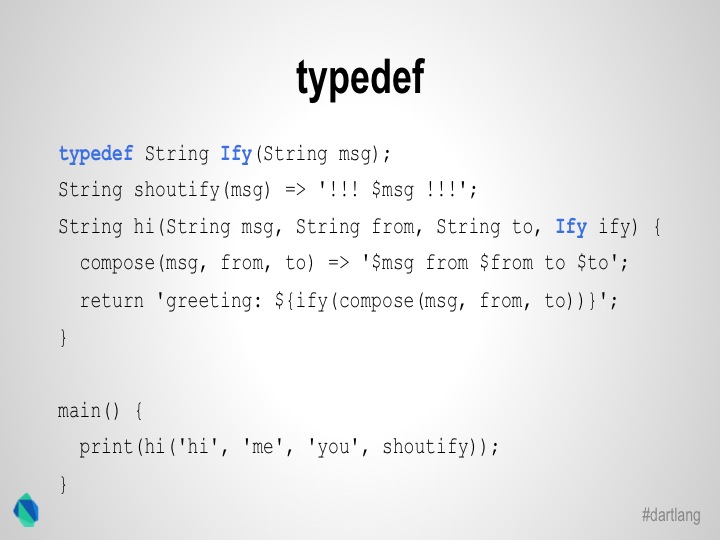 typedef
typedef String Ify(String msg);
String shoutify(msg) => '!!! $msg !!!';
String hi(String msg, String from, String to, Ify ify) {
  compose(msg, from, to) => '$msg from $from to $to';
  return 'greeting: ${ify(compose(msg, from, to))}';
}
main() {
  print(hi('hi', 'me', 'you', shoutify));
}
#dartlang